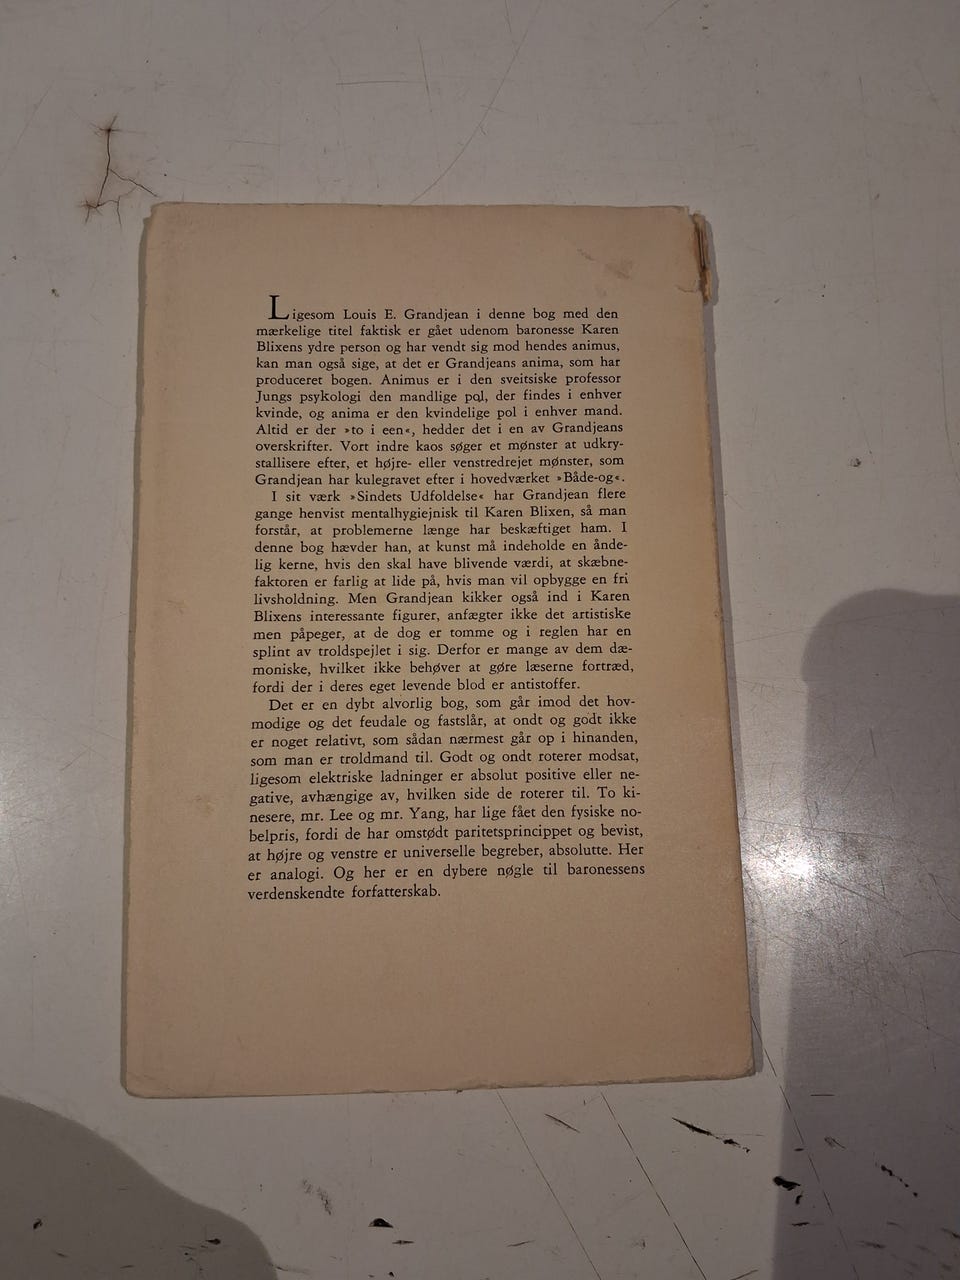 Ligesom Louis E. Grandjean i denne bog med den
mærkelige titel faktisk er gået udenom baronesse Karen
Blixens ydre person og har vendt sig mod hendes animus,
kan man også sige, at det er Grandjeans anima, som har
produceret bogen. Animus er i den sveitsiske professor
Jungs psykologi den mandlige pol, der findes i enhver
kvinde, og anima er den kvindelige pol i enhver mand.
Altid er der »to i een«, hedder det i en av Grandjeans
overskrifter. Vort indre kaos søger et mønster at udkry-
stallisere efter, et højre- eller venstredrejet mønster, som
Grandjean har kulegravet efter i hovedværket »Både-og«.
I sit værk »Sindets Udfoldelse« har Grandjean flere
gange henvist mentalhygiejnisk til Karen Blixen, så man
forstår, at problemerne længe har beskæftiget ham. I
denne bog hævder han, at kunst må indeholde en ånde-
lig kerne, hvis den skal have blivende værdi, at skæbne-
faktoren er farlig at lide på, hvis man vil opbygge en fri
livsholdning. Men Grandjean kikker også ind i Karen
Blixens interessante figurer, anfægter ikke det artistiske
men påpeger, at de dog er tomme og i reglen har en
splint av troldspejlet i sig. Derfor er mange av dem dæ-
moniske, hvilket ikke behøver at gøre læserne fortræd,
fordi der i deres eget levende blod er antistoffer.
Det er en dybt alvorlig bog, som går imod det hov-
modige og det feudale og fastslår, at ondt og godt ikke
er noget relativt, som sådan nærmest går op i hinanden,
som man er troldmand til. Godt og ondt roterer modsat,
ligesom elektriske ladninger er absolut positive eller ne-
gative, avhængige av, hvilken side de roterer til. To ki-
nesere, mr. Lee og mr. Yang, har lige fået den fysiske no-
belpris, fordi de har omstødt paritetsprincippet og bevist,
at højre og venstre er universelle begreber, absolutte. Her
er analogi. Og her er en dybere nøgle til baronessens
verdenskendte forfatterskab.